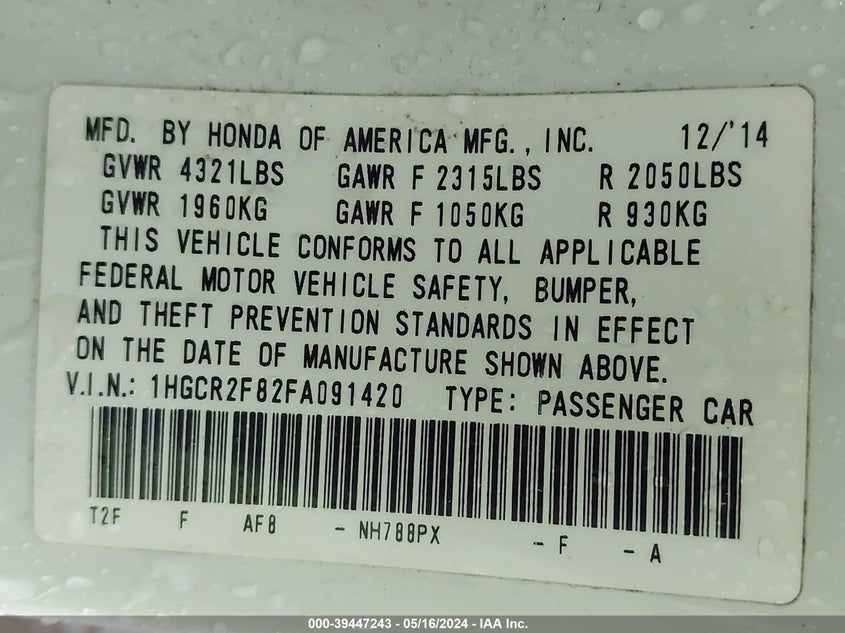 MFD. BY HONDA OF AMERICA MFG., INC. 12/'14
GVWR 4321LBS GAWR F 2315LBS R 2050LBS
GVWR 1960KG GAWR F 1050KG R 930KG
THIS VEHICLE CONFORMS TO ALL APPLICABLE
FEDERAL MOTOR VEHICLE SAFETY, BUMPER,
AND THEFT PREVENTION STANDARDS IN EFFECT
ON THE DATE OF MANUFACTURE SHOWN ABOVE.
V.I.N.: 1HGCR2F82FA091420 TYPE: PASSENGER CAR
T2F F AF8 - NH788PX - F - A
000-39447243 - 05/16/2024 - IAA Inc.